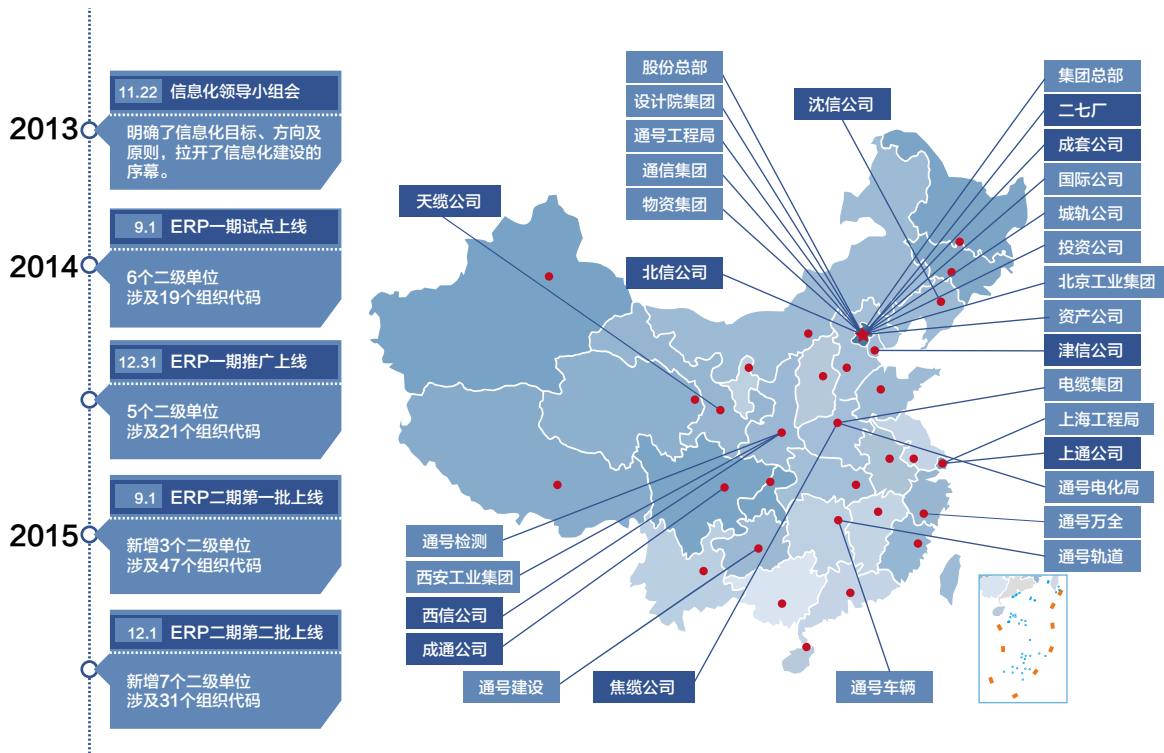 2013
11.22 信息化领导小组会
明确了信息化目标、方向及
原则，拉开了信息化建设的
序幕。
2014
9.1 ERP一期试点上线
6个二级单位
涉及19个组织代码
12.31 ERP一期推广上线
5个二级单位
涉及21个组织代码
2015
9.1 ERP二期第一批上线
新增3个二级单位
涉及47个组织代码
12.1 ERP二期第二批上线
新增7个二级单位
涉及31个组织代码
股份总部
设计院集团
通号工程局
通信集团
物资集团
沈信公司
天缆公司
北信公司
集团总部
二七厂
成套公司
国际公司
城轨公司
投资公司
北京工业集团
资产公司
津信公司
电缆集团
上海工程局
上通公司
通号电化局
通号万全
通号轨道
通号检测
西安工业集团
西信公司
成通公司
通号建设
焦缆公司
通号车辆